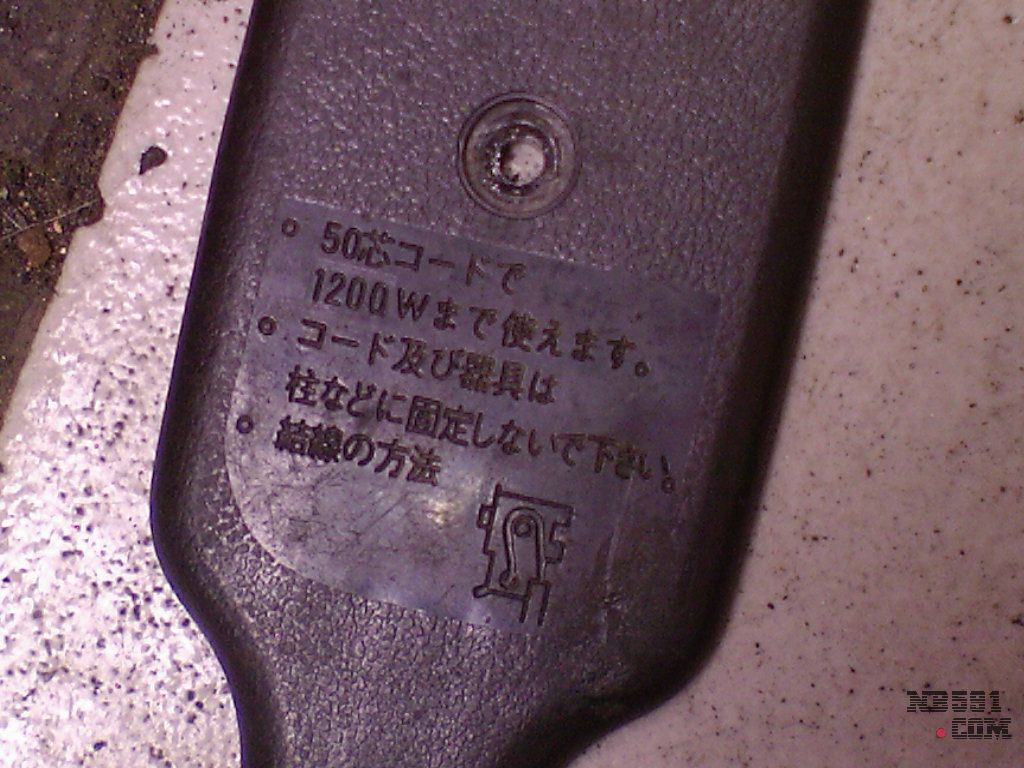 • 50芯コードで
1200Wまで使えます。
• コード及び器具は
柱などに固定しないで下さい。
• 結線の方法
NB591
.COM